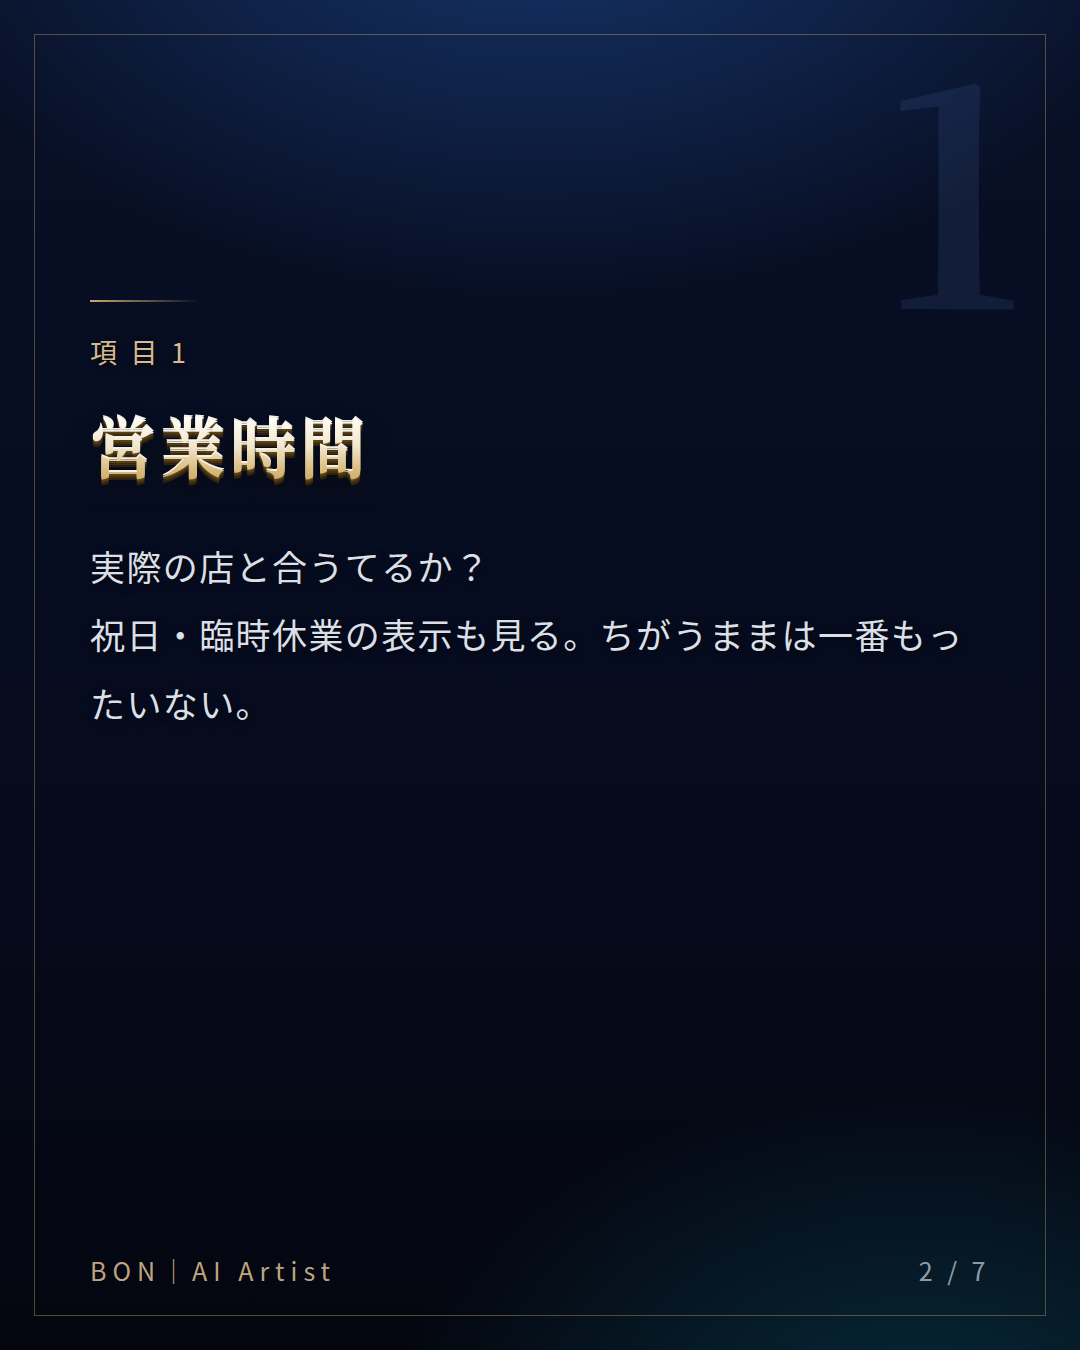 1
項目1
営業時間
実際の店と合うてるか？
祝日・臨時休業の表示も見る。ちがうままは一番もっ
たいない。
BON｜AI Artist
2 / 7